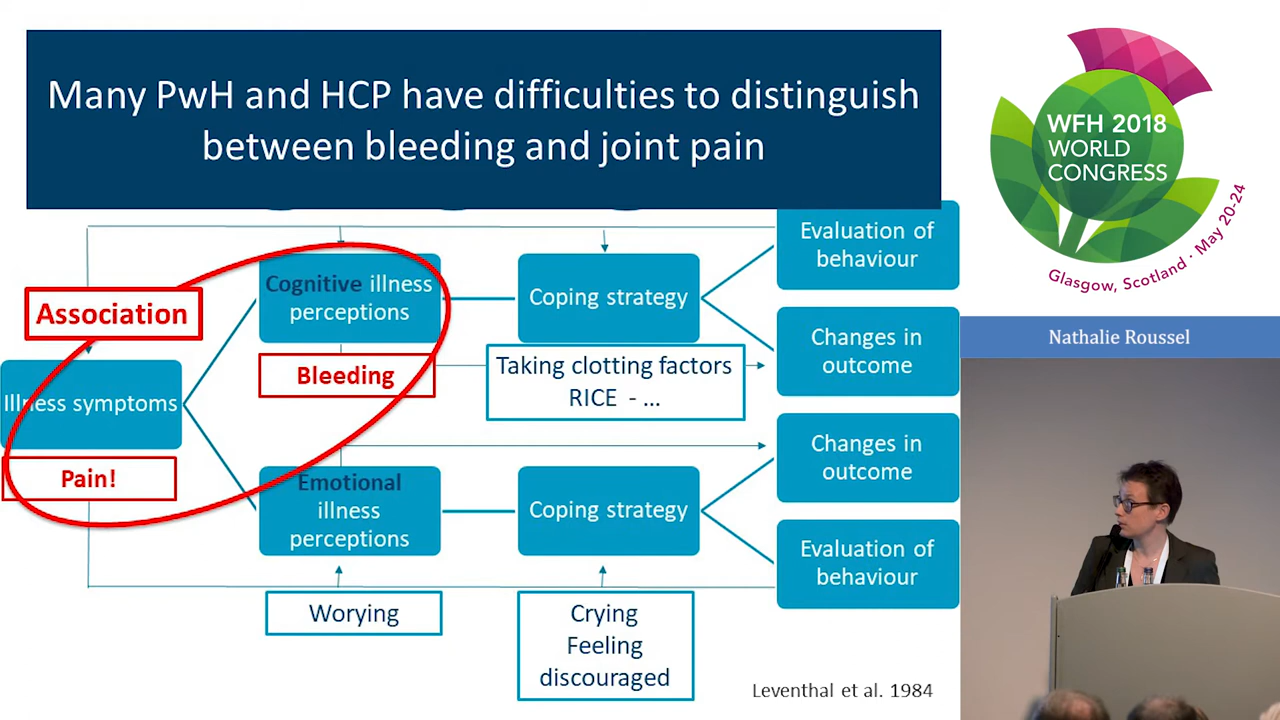 Many PwH and HCP have difficulties to distinguish
between bleeding and joint pain
Association
Illness symptoms
Pain!
Cognitive illness
perceptions
Bleeding
Emotional
illness
perceptions
Worying
Coping strategy
Taking clotting factors
RICE - ...
Coping strategy
Crying
Feeling
discouraged
Evaluation of
behaviour
Changes in
outcome
Changes in
outcome
Evaluation of
behaviour
Leventhal et al. 1984
WFH 2018
WORLD
CONGRESS
Glasgow, Scotland · May 20-24
Nathalie Roussel